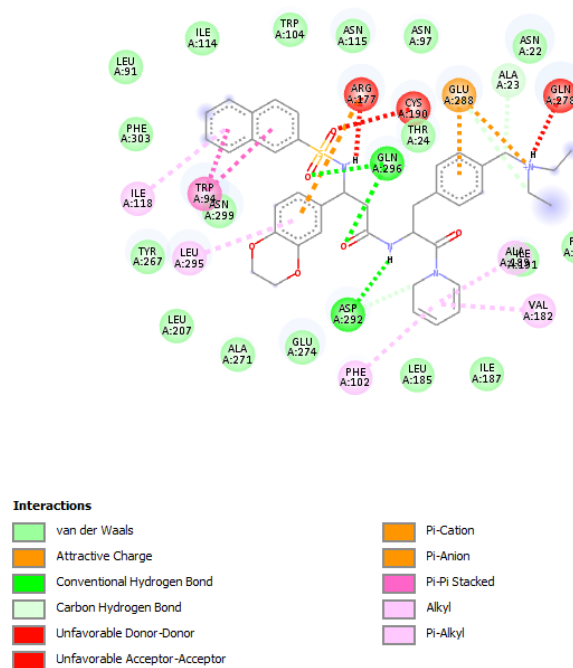 TRP
A:104
ASN
A:115
ASN
A:97
ILE
A:114
ASN
A:22
LEU
A:91
ALA
A:23
ARG
A:177
CYS
A:190
GLU
A:288
GLN
A:278
PHE
A:303
THR
A:24
O
H
S
O
N
GLN
A:296
H
N
+
ILE
A:118
TRP
A:94
ASN
A:299
TYR
A:267
LEU
A:295
O
O
O
N
H
O
N
ALA
A:189
A:191
ASP
A:292
VAL
A:182
LEU
A:207
ALA
A:271
GLU
A:274
PHE
A:102
LEU
A:185
ILE
A:187
Interactions
van der Waals
Attractive Charge
Conventional Hydrogen Bond
Carbon Hydrogen Bond
Unfavorable Donor-Donor
Unfavorable Acceptor-Acceptor
Pi-Cation
Pi-Anion
Pi-Pi Stacked
Alkyl
Pi-Alkyl